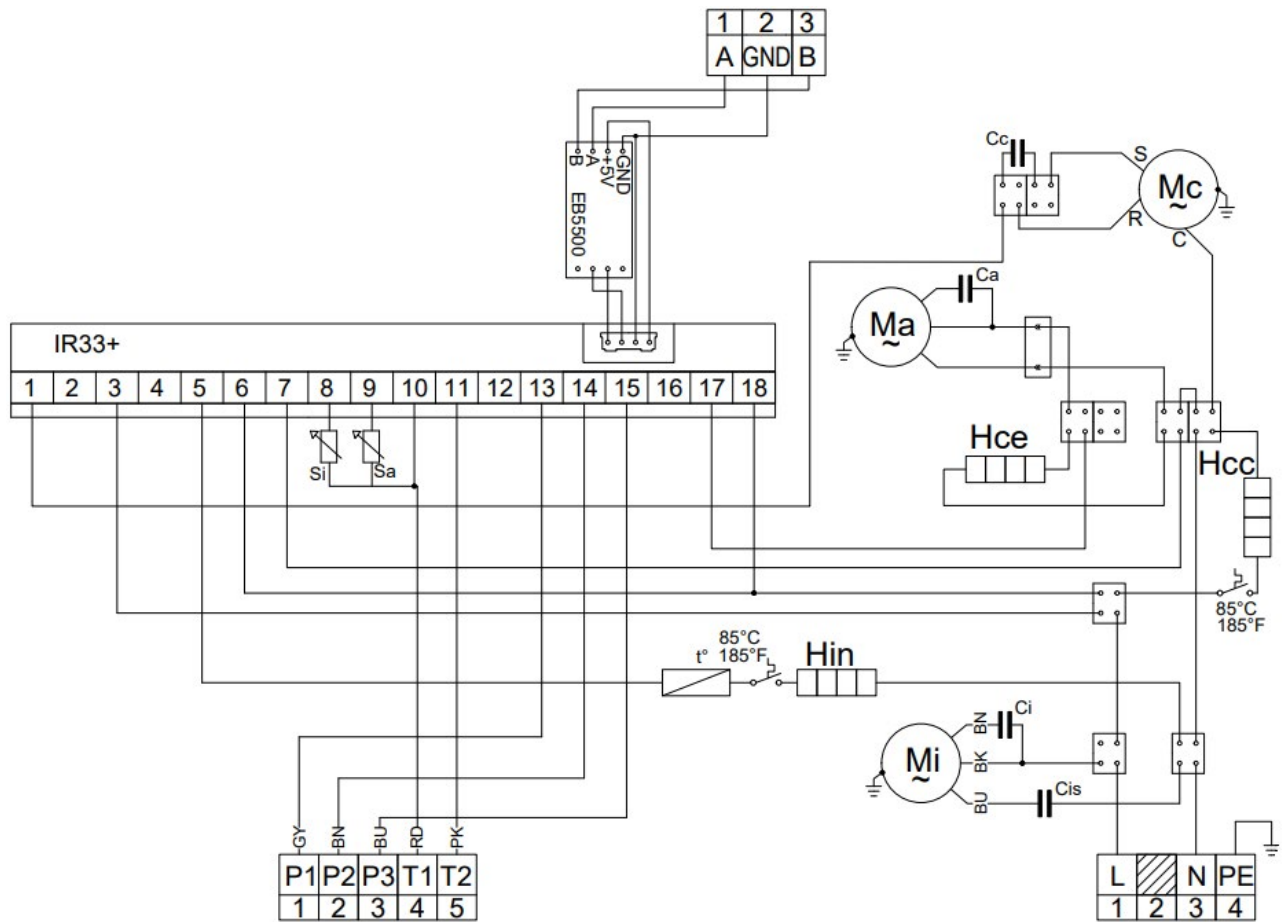 1 2 3
A GND B
Cc
S
Mc
~
R
C
B A +5V GND
EB5500
Ca
Ma
~
IR33+
1 2 3 4 5 6 7 8 9 10 11 12 13 14 15 16 17 18
Hce
Hcc
Si
Sa
85°C
185°F
85°C
185°F
t°
Hin
BN
Ci
Mi
~
BK
BU
Cis
GY
BN
BU
RD
PK
P1 P2 P3 T1 T2
1 2 3 4 5
L N PE
1 2 3 4